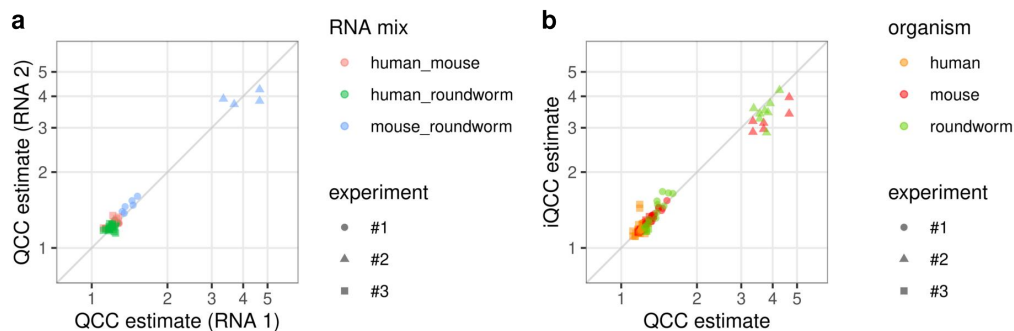 a
QCC estimate (RNA 2)
5
4
3
2
1
1 2 3 4 5
QCC estimate (RNA 1)
RNA mix
human_mouse
human_roundworm
mouse_roundworm
experiment
#1
#2
#3
b
iQCC estimate
5
4
3
2
1
1 2 3 4 5
QCC estimate
organism
human
mouse
roundworm
experiment
#1
#2
#3